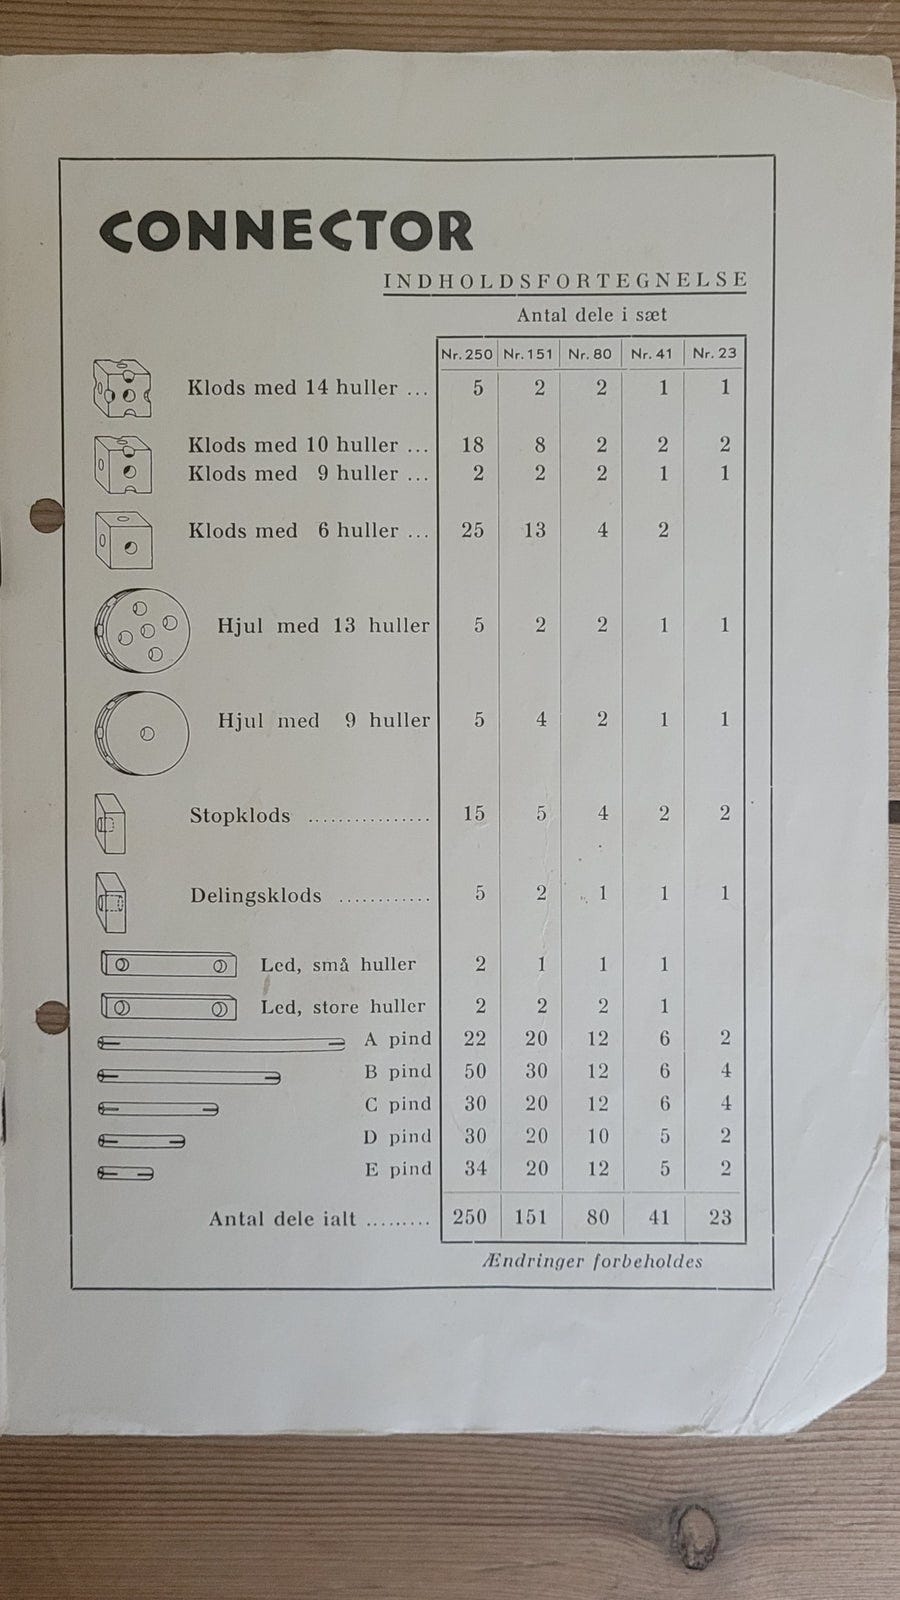 CONNECTOR
INDHOLDSFORTEGNELSE
Antal dele i sæt
Nr. 250 Nr. 151 Nr. 80 Nr. 41 Nr. 23
Klods med 14 huller ... 5 2 2 1 1
Klods med 10 huller ... 18 8 2 2 2
Klods med 9 huller ... 2 2 2 1 1
Klods med 6 huller ... 25 13 4 2
Hjul med 13 huller 5 2 2 1 1
Hjul med 9 huller 5 4 2 1 1
Stopklods ................ 15 5 4 2 2
Delingsklods ............ 5 2 1 1 1
Led, små huller 2 1 1 1
Led, store huller 2 2 2 1
A pind 22 20 12 6 2
B pind 50 30 12 6 4
C pind 30 20 12 6 4
D pind 30 20 10 5 2
E pind 34 20 12 5 2
Antal dele ialt ......... 250 151 80 41 23
Ændringer forbeholdes